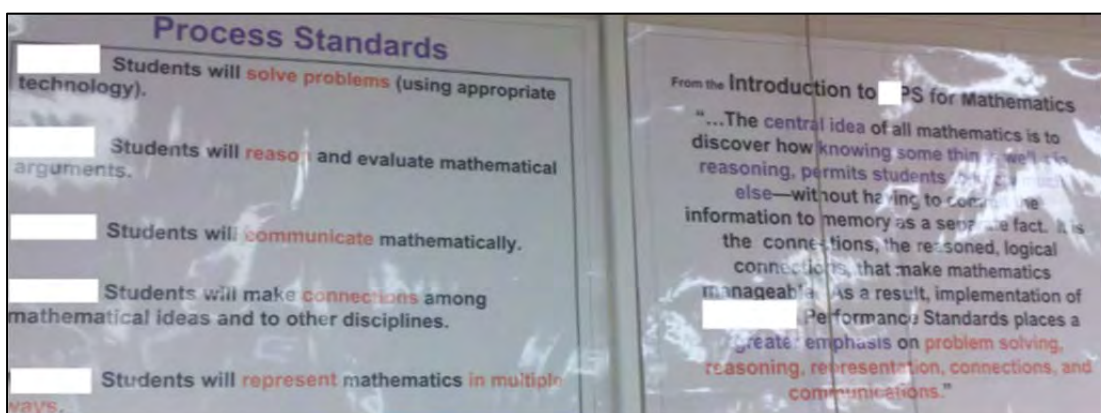 Process Standards
Students will solve problems (using appropriate
technology).
Students will reason and evaluate mathematical
arguments.
Students will communicate mathematically.
Students will make connections among
mathematical ideas and to other disciplines.
Students will represent mathematics in multiple
ways.
From the Introduction to PS for Mathematics
"...The central idea of all mathematics is to
discover how knowing some things well, via
reasoning, permits students to
else—without having to commit the
information to memory as a separate fact. It is
the connections, the reasoned, logical
connections, that make mathematics
manageable. As a result, implementation of
Performance Standards places a
greater emphasis on problem solving,
reasoning, representation, connections, and
communications."